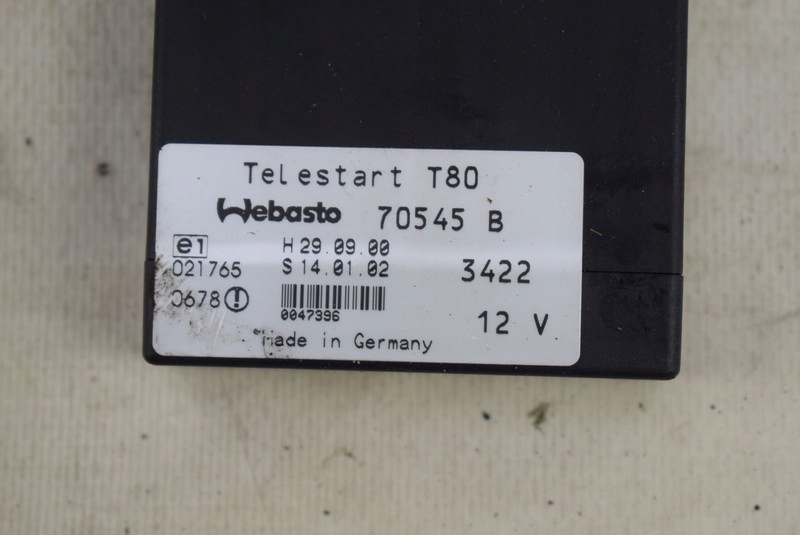 Telestart T80
Webasto 70545 B
e1 H 29.09.00
021765 S 14.01.02 3422
0678
0047396
12 V
made in Germany